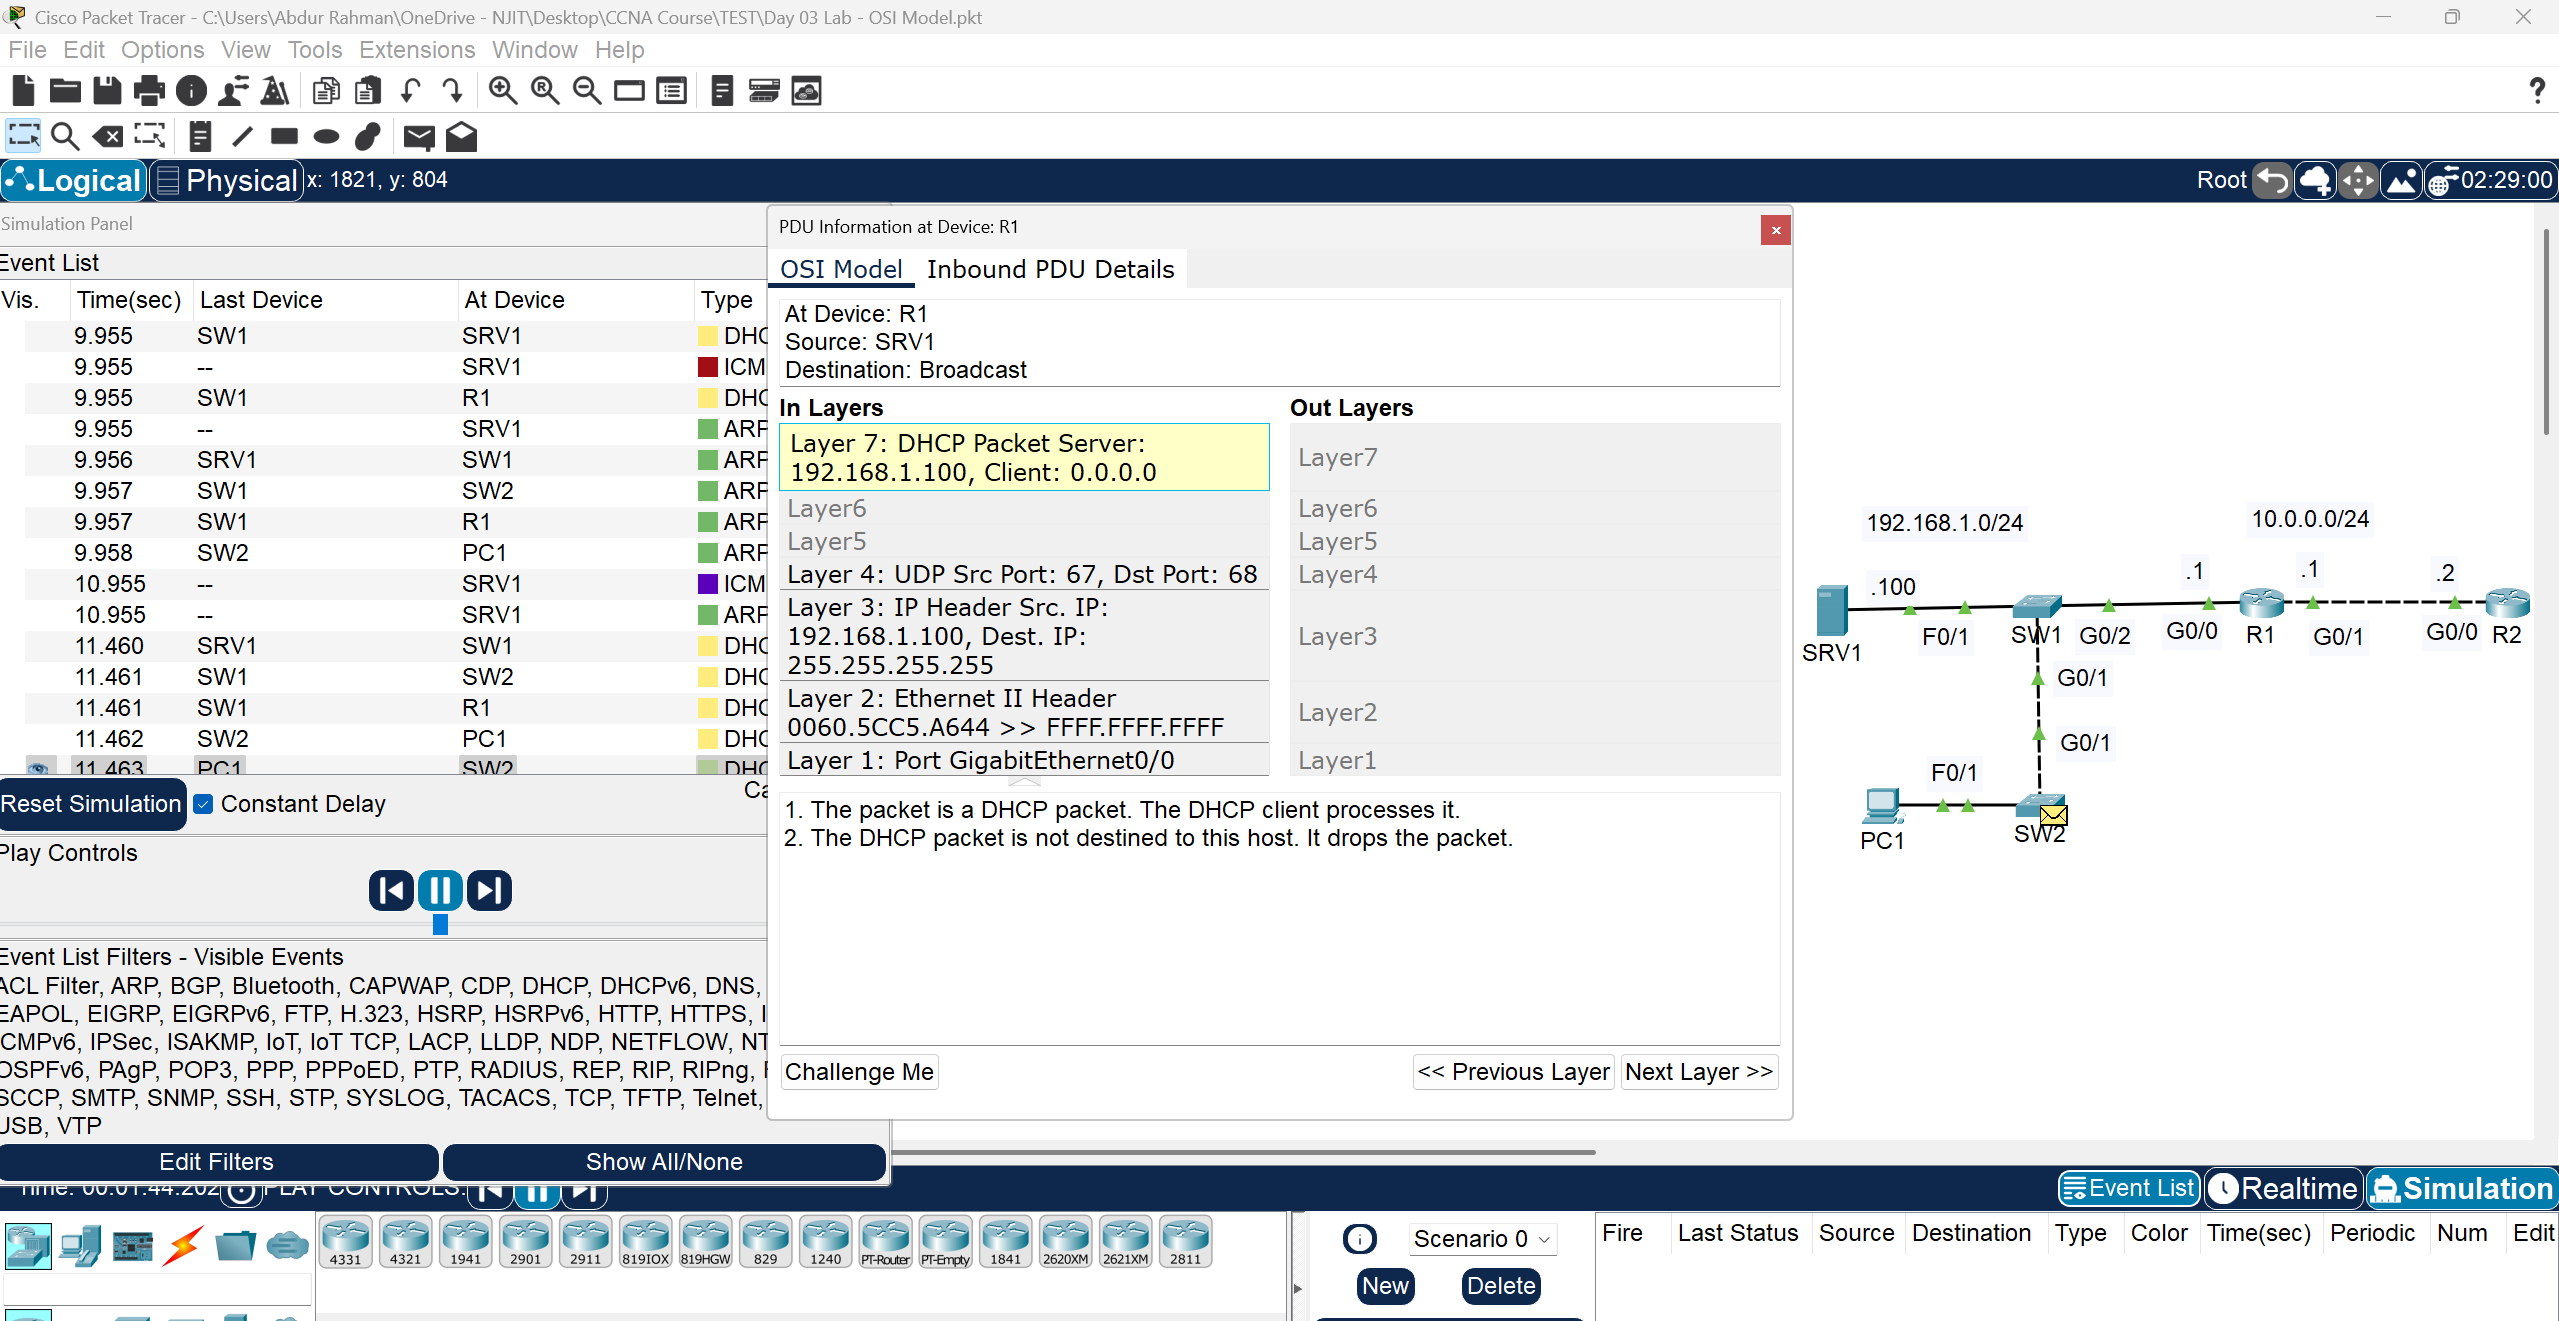 Cisco Packet Tracer - C:\Users\Abdur Rahman\OneDrive - NJIT\Desktop\CCNA Course\TEST\Day 03 Lab - OSI Model.pkt
File Edit Options View Tools Extensions Window Help
Logical Physical x: 1821, y: 804
Root 02:29:00
Simulation Panel
Event List
Vis. Time(sec) Last Device At Device Type
9.955 SW1 SRV1 DHC
9.955 -- SRV1 ICM
9.955 SW1 R1 DHC
9.955 -- SRV1 ARP
9.956 SRV1 SW1 ARP
9.957 SW1 SW2 ARP
9.957 SW1 R1 ARP
9.958 SW2 PC1 ARP
10.955 -- SRV1 ICM
10.955 -- SRV1 ARP
11.460 SRV1 SW1 DHC
11.461 SW1 SW2 DHC
11.461 SW1 R1 DHC
11.462 SW2 PC1 DHC
11.463 PC1 SW2 DHC
Reset Simulation Constant Delay
Ca
Play Controls
Event List Filters - Visible Events
ACL Filter, ARP, BGP, Bluetooth, CAPWAP, CDP, DHCP, DHCPv6, DNS,
EAPOL, EIGRP, EIGRPv6, FTP, H.323, HSRP, HSRPv6, HTTP, HTTPS, I
CMPv6, IPSec, ISAKMP, IoT, IoT TCP, LACP, LLDP, NDP, NETFLOW, NT
OSPFv6, PAgP, POP3, PPP, PPPoED, PTP, RADIUS, REP, RIP, RIPng,
SCCP, SMTP, SNMP, SSH, STP, SYSLOG, TACACS, TCP, TFTP, Telnet,
USB, VTP
Edit Filters Show All/None
PDU Information at Device: R1
x
OSI Model Inbound PDU Details
At Device: R1
Source: SRV1
Destination: Broadcast
In Layers
Layer 7: DHCP Packet Server:
192.168.1.100, Client: 0.0.0.0
Layer6
Layer5
Layer 4: UDP Src Port: 67, Dst Port: 68
Layer 3: IP Header Src. IP:
192.168.1.100, Dest. IP:
255.255.255.255
Layer 2: Ethernet II Header
0060.5CC5.A644 >> FFFF.FFFF.FFFF
Layer 1: Port GigabitEthernet0/0
Out Layers
Layer7
Layer6
Layer5
Layer4
Layer3
Layer2
Layer1
1. The packet is a DHCP packet. The DHCP client processes it.
2. The DHCP packet is not destined to this host. It drops the packet.
Challenge Me << Previous Layer Next Layer >>
192.168.1.0/24
10.0.0.0/24
.100
.1
.1
.2
SRV1
F0/1
SW1
G0/2
G0/0
R1
G0/1
G0/0
R2
G0/1
G0/1
F0/1
PC1
SW2
Time: 00:01:44.202 PLAY CONTROLS:
Event List Realtime Simulation
4331 4321 1941 2901 2911 819IOX 819HGW 829 1240 PT-Router PT-Empty 1841 2620XM 2621XM 2811
Scenario 0
New Delete
Fire Last Status Source Destination Type Color Time(sec) Periodic Num Edit